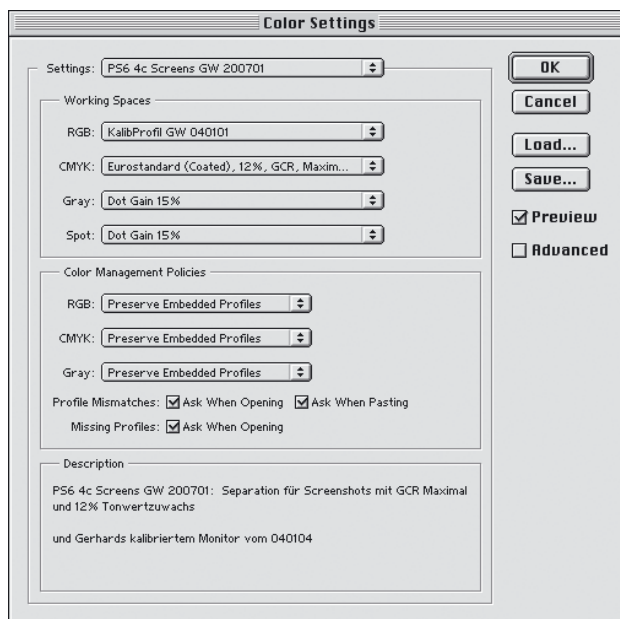 Color Settings
Settings: PS6 4c Screens GW 200701
OK
Cancel
Load...
Save...
Preview
Advanced
Working Spaces
RGB: KalibProfil GW 040101
CMYK: Eurostandard (Coated), 12%, GCR, Maxim...
Gray: Dot Gain 15%
Spot: Dot Gain 15%
Color Management Policies
RGB: Preserve Embedded Profiles
CMYK: Preserve Embedded Profiles
Gray: Preserve Embedded Profiles
Profile Mismatches: Ask When Opening Ask When Pasting
Missing Profiles: Ask When Opening
Description
PS6 4c Screens GW 200701: Separation für Screenshots mit GCR Maximal
und 12% Tonwertzuwachs
und Gerhards kalibriertem Monitor vom 040104